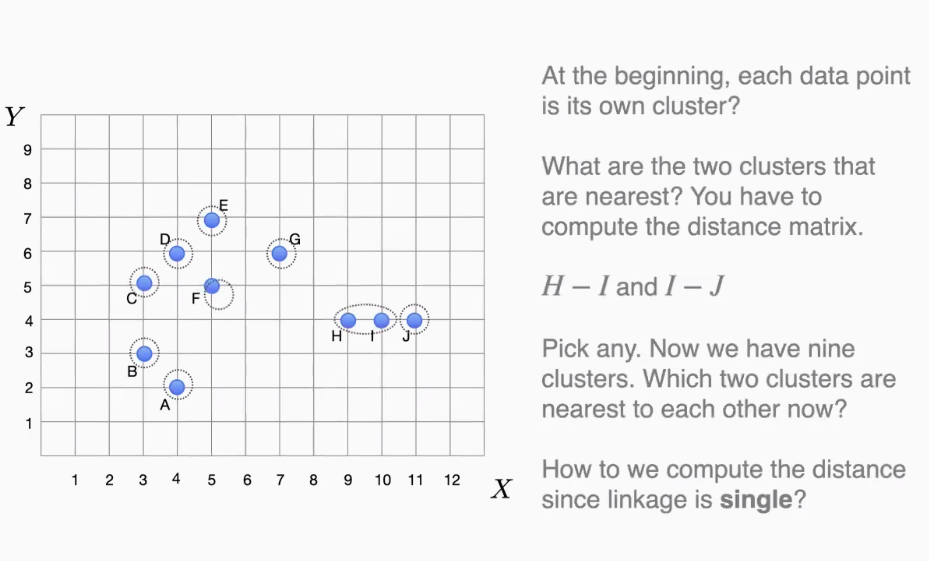 At the beginning, each data point
is its own cluster?
What are the two clusters that
are nearest? You have to
compute the distance matrix.
H – I and I – J
Pick any. Now we have nine
clusters. Which two clusters are
nearest to each other now?
How to we compute the distance
since linkage is single?
Y
9
8
7
6
5
4
3
2
1
E
D
G
C
F
H
I
J
B
A
1 2 3 4 5 6 7 8 9 10 11 12
X